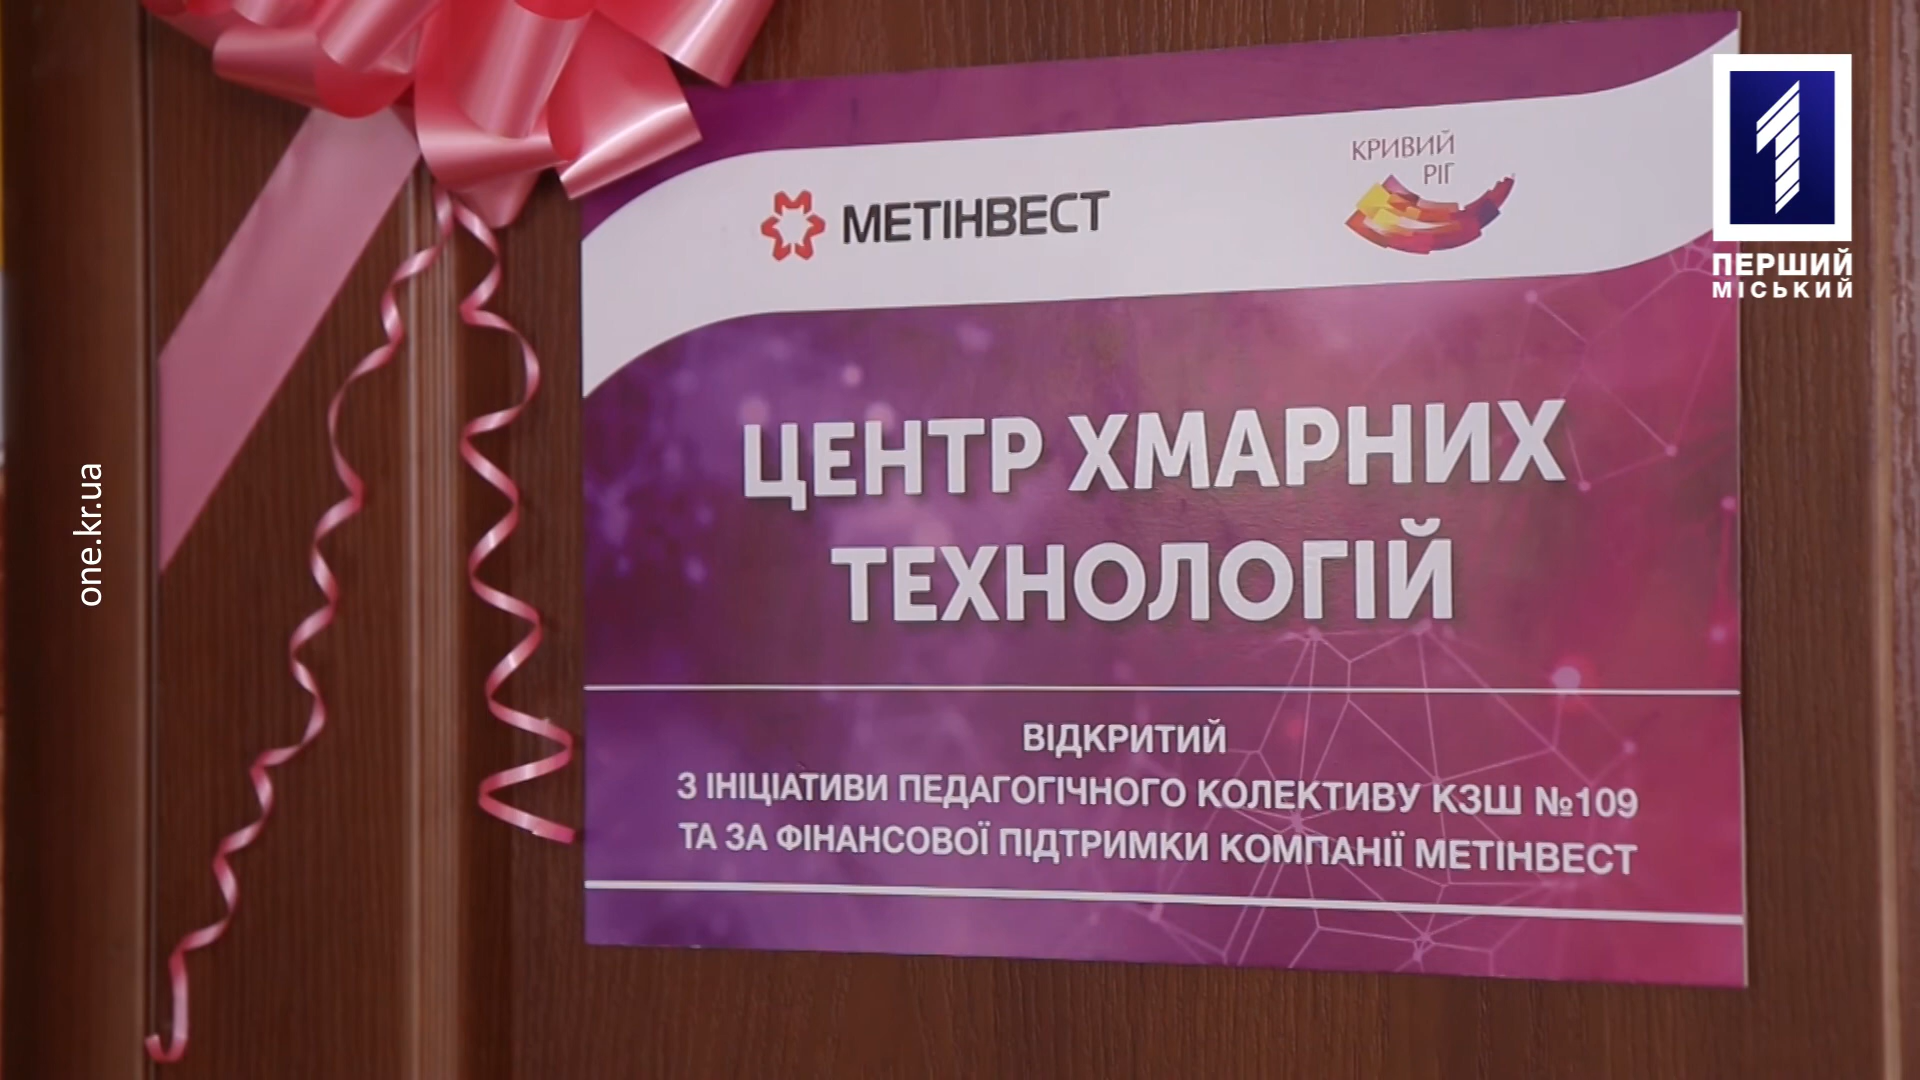 МЕТІНВЕСТ
КРИВИЙ
РІГ
ЦЕНТР ХМАРНИХ
ТЕХНОЛОГІЙ
ВІДКРИТИЙ
З ІНІЦІАТИВИ ПЕДАГОГІЧНОГО КОЛЕКТИВУ КЗШ №109
ТА ЗА ФІНАНСОВОЇ ПІДТРИМКИ КОМПАНІЇ МЕТІНВЕСТ
1
ПЕРШИЙ
МІСЬКИЙ
one.kr.ua